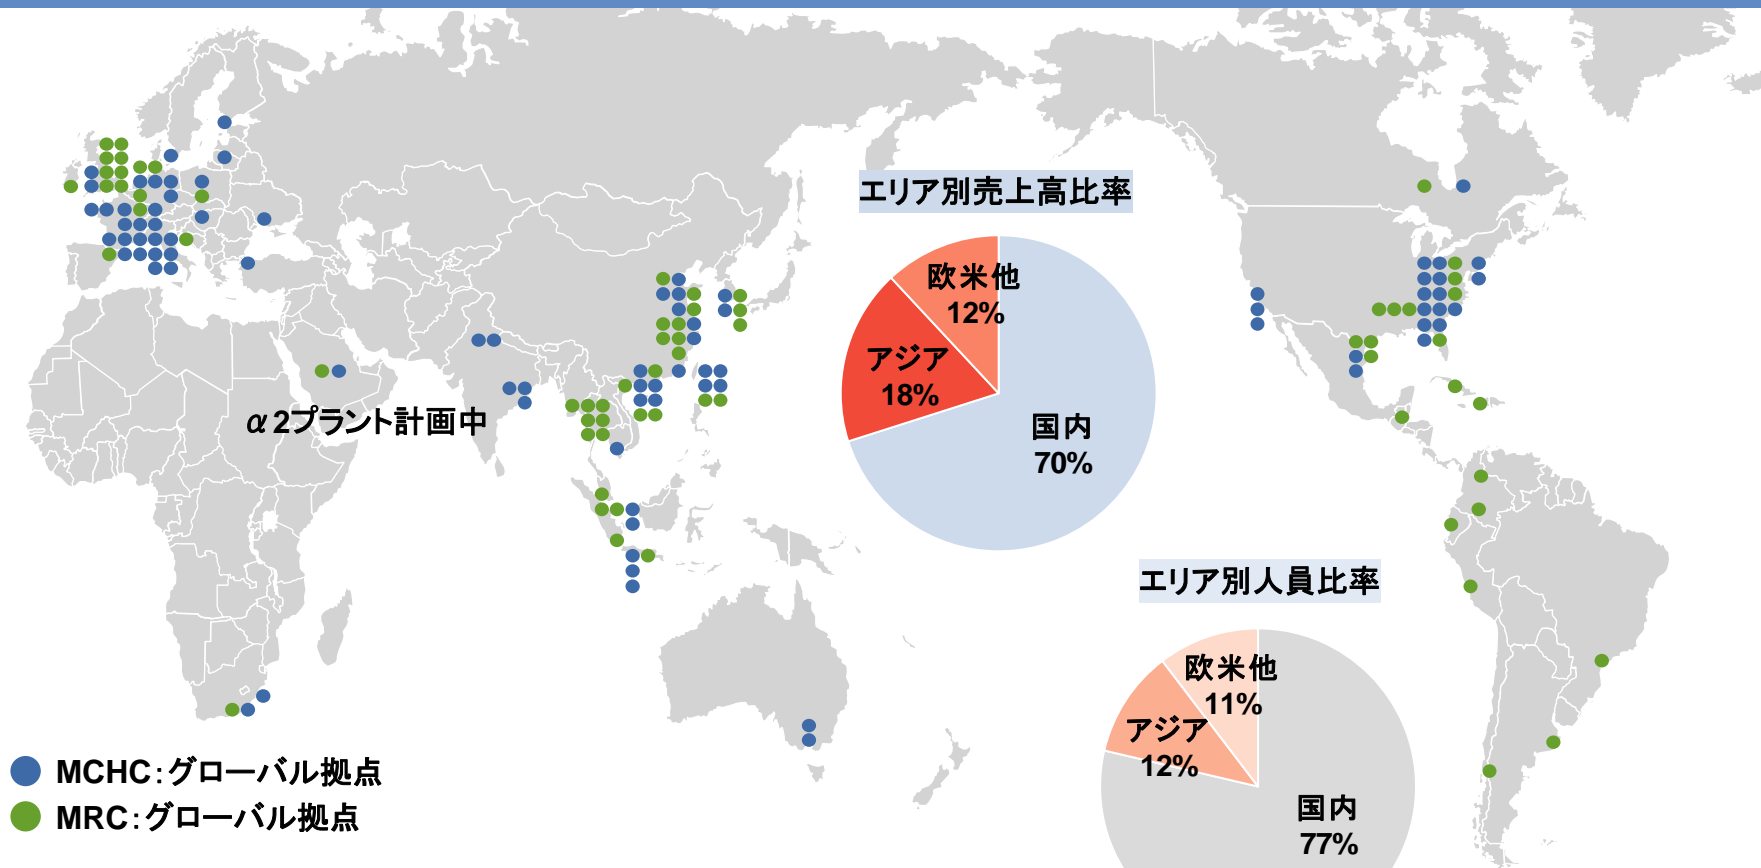 エリア別売上高比率
欧米他
12%
アジア
18%
国内
70%
α2プラント計画中
エリア別人員比率
欧米他
11%
アジア
12%
国内
77%
MCHC:グローバル拠点
MRC:グローバル拠点